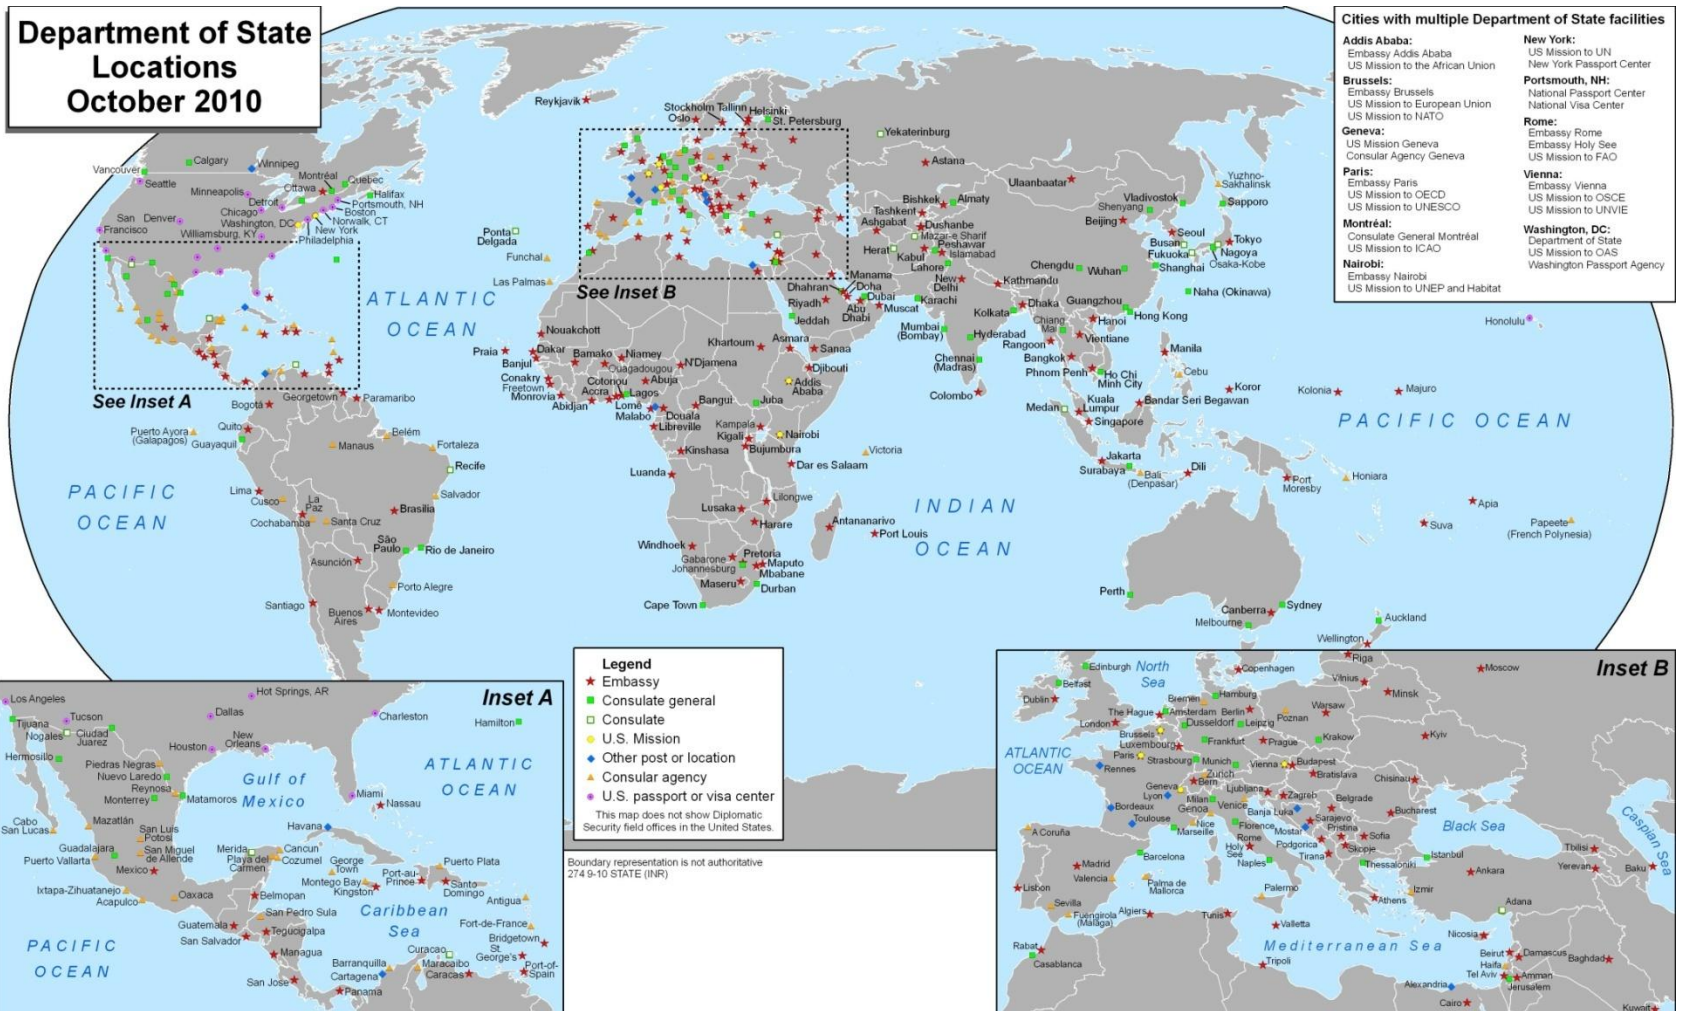 Department of State
Locations
October 2010
Cities with multiple Department of State facilities
Addis Ababa:
Embassy Addis Ababa
US Mission to the African Union
Brussels:
Embassy Brussels
US Mission to European Union
US Mission to NATO
Geneva:
US Mission Geneva
Consular Agency Geneva
Paris:
Embassy Paris
US Mission to OECD
US Mission to UNESCO
Montréal:
Consulate General Montréal
US Mission to ICAO
Nairobi:
Embassy Nairobi
US Mission to UNEP and Habitat
New York:
US Mission to UN
New York Passport Center
Portsmouth, NH:
National Passport Center
National Visa Center
Rome:
Embassy Rome
Embassy Holy See
US Mission to FAO
Vienna:
Embassy Vienna
US Mission to OSCE
US Mission to UNVIE
Washington, DC:
Department of State
US Mission to OAS
Washington Passport Agency
Reykjavik
Stockholm
Tallinn
Helsinki
Oslo
St. Petersburg
Yekaterinburg
Vancouver
Calgary
Winnipeg
Seattle
Montréal
Quebec
Ottawa
Minneapolis
Halifax
Detroit
Portsmouth, NH
Chicago
Boston
San
Francisco
Denver
Washington, DC
Norwalk, CT
New York
Williamsburg, KY
Philadelphia
Ponta
Delgada
Funchal
Las Palmas
ATLANTIC
OCEAN
See Inset A
See Inset B
Astana
Ulaanbaatar
Yuzhno-
Sakhalinsk
Bishkek
Almaty
Vladivostok
Shenyang
Sapporo
Tashkent
Beijing
Ashgabat
Dushanbe
Mazar-e Sharif
Seoul
Tokyo
Herat
Peshawar
Busan
Nagoya
Kabul
Islamabad
Fukuoka
Osaka-Kobe
Lahore
Chengdu
Wuhan
Shanghai
Manama
Doha
New
Delhi
Kathmandu
Dhahran
Dubai
Naha (Okinawa)
Riyadh
Abu
Dhabi
Muscat
Karachi
Dhaka
Guangzhou
Jeddah
Kolkata
Hong Kong
Chiang
Mai
Hanoi
Mumbai
(Bombay)
Hyderabad
Vientiane
Rangoon
Chennai
(Madras)
Bangkok
Manila
Phnom Penh
Ho Chi
Minh City
Cebu
Colombo
Koror
Kolonia
Majuro
Honolulu
Medan
Kuala
Lumpur
Bandar Seri Begawan
Singapore
PACIFIC OCEAN
Jakarta
Surabaya
Bali
(Denpasar)
Dili
Port
Moresby
Honiara
Apia
Suva
Papeete
(French Polynesia)
Perth
Canberra
Sydney
Melbourne
Auckland
Wellington
Nouakchott
Khartoum
Asmara
Sanaa
Praia
Dakar
Banjul
Bamako
Niamey
Ouagadougou
N'Djamena
Djibouti
Conakry
Cotonou
Abuja
Addis
Ababa
Freetown
Accra
Lagos
Monrovia
Abidjan
Lomé
Malabo
Douala
Bangui
Juba
Libreville
Kampala
Kigali
Nairobi
Kinshasa
Bujumbura
Victoria
Luanda
Dar es Salaam
Lilongwe
Lusaka
Harare
Antananarivo
Port Louis
Windhoek
Pretoria
Gabarone
Johannesburg
Maputo
Mbabane
Maseru
Durban
Cape Town
INDIAN
OCEAN
Georgetown
Paramaribo
Bogotá
Puerto Ayora
(Galapagos)
Quito
Guayaquil
Belém
Manaus
Fortaleza
Recife
Lima
Cusco
La
Paz
Salvador
Brasilia
Cochabamba
Santa Cruz
São
Paulo
Rio de Janeiro
Asunción
Porto Alegre
Santiago
Buenos
Aires
Montevideo
PACIFIC
OCEAN
Legend
Embassy
Consulate general
Consulate
U.S. Mission
Other post or location
Consular agency
U.S. passport or visa center
This map does not show Diplomatic
Security field offices in the United States.
Boundary representation is not authoritative
274 9-10 STATE (INR)
Inset A
Los Angeles
Hot Springs, AR
Tucson
Dallas
Charleston
Tijuana
Nogales
Ciudad
Juarez
Hamilton
Houston
New
Orleans
Hermosillo
Piedras Negras
Nuevo Laredo
Reynosa
Monterrey
Matamoros
Gulf of
Mexico
ATLANTIC
OCEAN
Miami
Nassau
Cabo
San Lucas
Mazatlán
San Luis
Potosi
Havana
Guadalajara
San Miguel
de Allende
Merida
Cancun
Puerto Vallarta
Playa del
Carmen
Cozumel
George
Town
Puerto Plata
Mexico
Montego Bay
Port-au-
Prince
Kingston
Santo
Domingo
Ixtapa-Zihuatanejo
Oaxaca
Belmopan
Antigua
Acapulco
Caribbean
Sea
San Pedro Sula
Fort-de-France
Guatemala
Tegucigalpa
San Salvador
Bridgetown
PACIFIC
OCEAN
Managua
Curacao
St.
George's
Barranquilla
Maracaibo
Cartagena
Caracas
Port-of-
Spain
San Jose
Panama
Inset B
Edinburgh
North
Sea
Copenhagen
Riga
Moscow
Belfast
Vilnius
Minsk
Dublin
Bremen
Hamburg
The Hague
Amsterdam
Berlin
Warsaw
London
Dusseldorf
Leipzig
Poznan
Brussels
Luxembourg
Frankfurt
Prague
Krakow
Kyiv
ATLANTIC
OCEAN
Paris
Strasbourg
Munich
Vienna
Budapest
Rennes
Zurich
Bern
Bratislava
Chisinau
Geneva
Lyon
Ljubljana
Zagreb
Milan
Genoa
Venice
Belgrade
Bordeaux
Banja Luka
Sarajevo
Bucharest
Toulouse
Nice
Marseille
Florence
Mostar
Pristina
Black Sea
A Coruña
Rome
Podgorica
Sofia
Caspian Sea
Holy
See
Skopje
Tirana
Barcelona
Naples
Thessaloniki
Istanbul
Tbilisi
Madrid
Yerevan
Baku
Valencia
Palma de
Mallorca
Palermo
Izmir
Ankara
Lisbon
Athens
Adana
Sevilla
Fuengirola
(Malaga)
Algiers
Tunis
Valletta
Nicosia
Rabat
Mediterranean Sea
Beirut
Damascus
Casablanca
Tripoli
Haifa
Baghdad
Tel Aviv
Amman
Alexandria
Jerusalem
Cairo
Kuwait